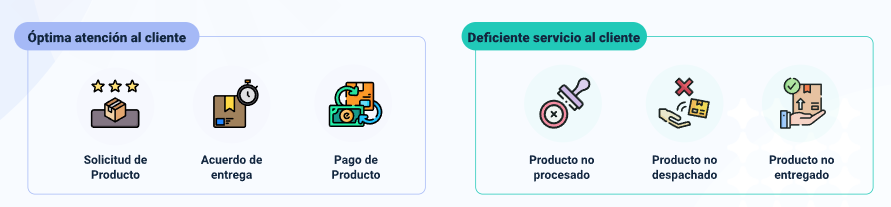 Óptima atención al cliente
Solicitud de
Producto
Acuerdo de
entrega
Pago de
Producto
Deficiente servicio al cliente
Producto no
procesado
Producto no
despachado
Producto no
entregado